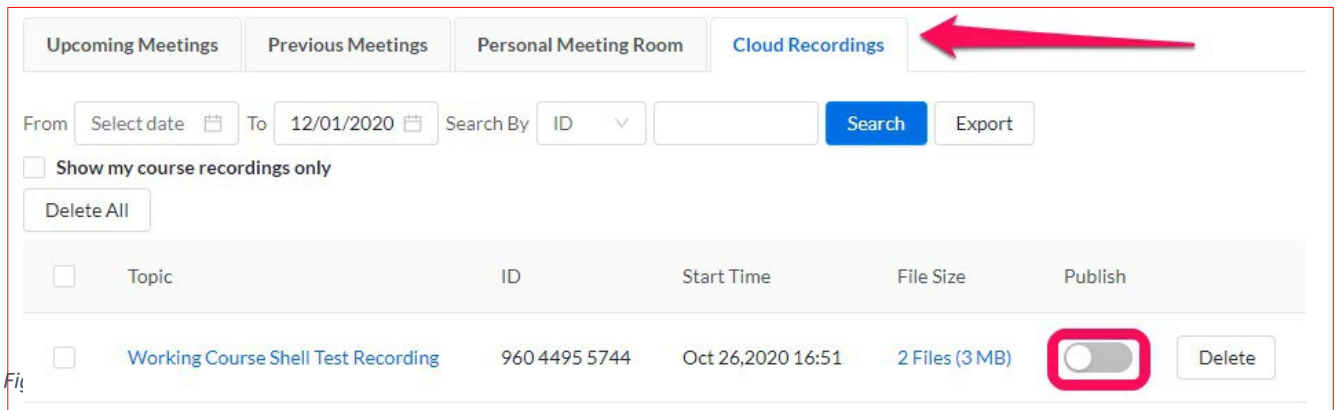 Upcoming Meetings Previous Meetings Personal Meeting Room Cloud Recordings
From Select date To 12/01/2020 Search By ID Search Export
Show my course recordings only
Delete All
Topic ID Start Time File Size Publish
Working Course Shell Test Recording 960 4495 5744 Oct 26,2020 16:51 2 Files (3 MB) Delete